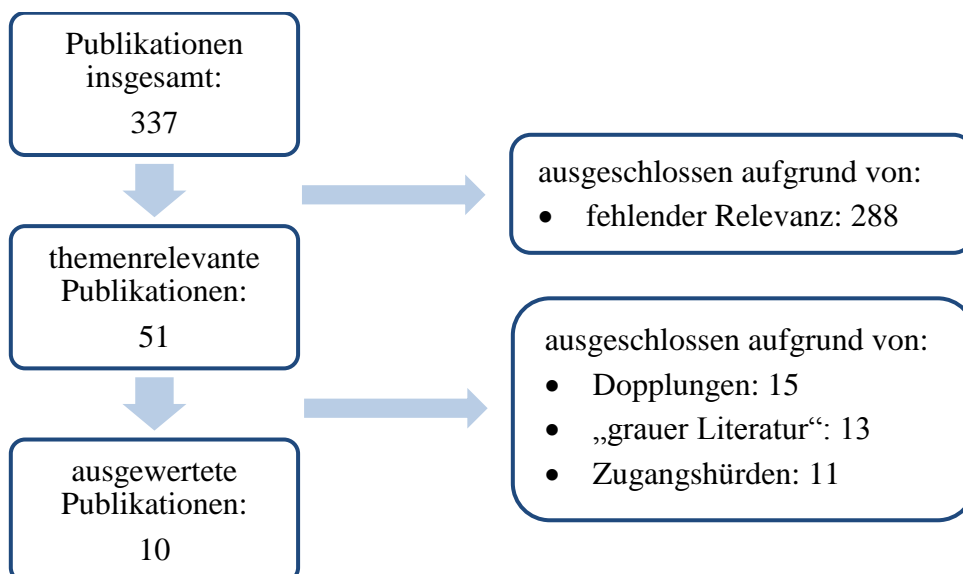 Publikationen
insgesamt:
337
ausgeschlossen aufgrund von:
• fehlender Relevanz: 288
themenrelevante
Publikationen:
51
ausgeschlossen aufgrund von:
• Dopplungen: 15
• „grauer Literatur“: 13
• Zugangshürden: 11
ausgewertete
Publikationen:
10